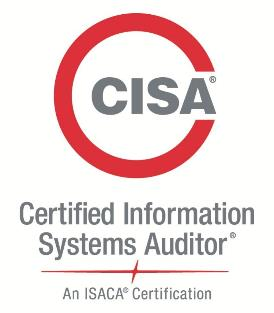 CISA®
Certified Information
Systems Auditor®
An ISACA® Certification